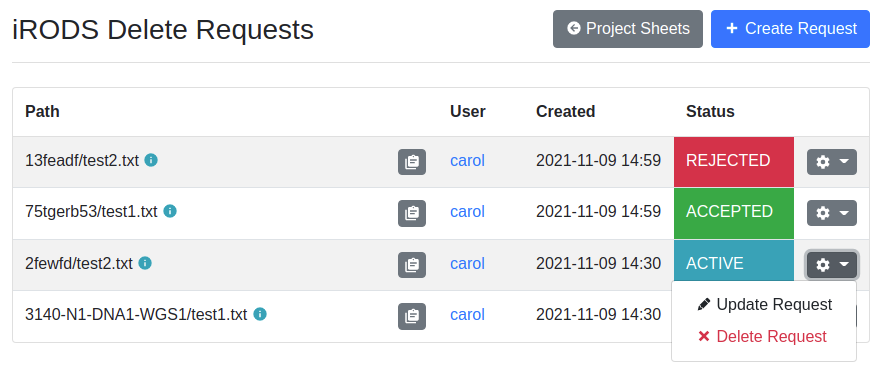 iRODS Delete Requests
Project Sheets
Create Request
Path User Created Status
13feadf/test2.txt carol 2021-11-09 14:59 REJECTED
75tgerb53/test1.txt carol 2021-11-09 14:59 ACCEPTED
2fewfd/test2.txt carol 2021-11-09 14:30 ACTIVE
Update Request
3140-N1-DNA1-WGS1/test1.txt carol 2021-11-09 14:30
Delete Request